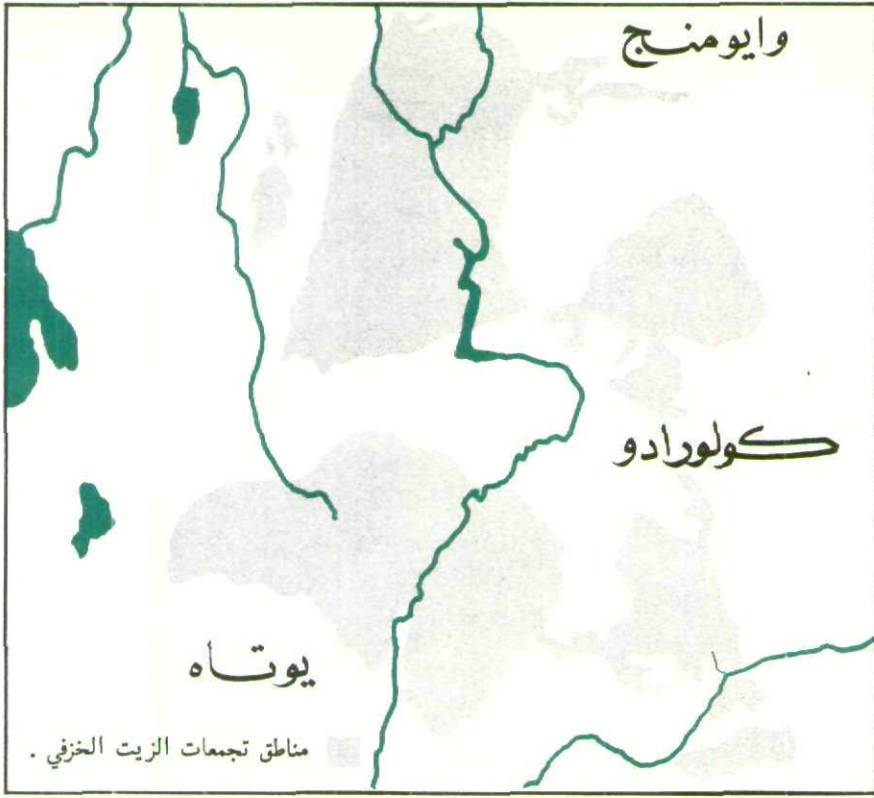 وايومنج
كولورادو
يوتاه
مناطق تجمعات الزيت الخزفي .